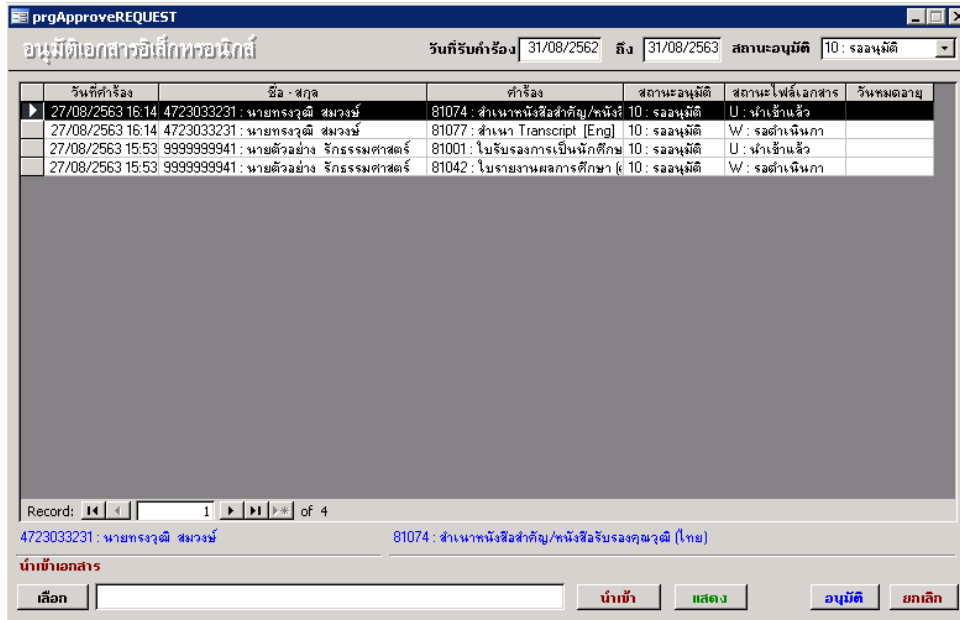 prgApproveREQUEST
อนุมัติเอกสารอิเล็กทรอนิกส์ วันที่รับคำร้อง 31/08/2562 ถึง 31/08/2563 สถานะอนุมัติ 10 : รออนุมัติ
วันที่คำร้อง ชื่อ - สกุล คำร้อง สถานะอนุมัติ สถานะไฟล์เอกสาร วันหมดอายุ
27/08/2563 16:14 4723033231 : นายทรงวุฒิ สมวงษ์ 81074 : สำเนาหนังสือสำคัญ/หนังสื 10 : รออนุมัติ U : นำเข้าแล้ว
27/08/2563 16:14 4723033231 : นายทรงวุฒิ สมวงษ์ 81077 : สำเนา Transcript [Eng] 10 : รออนุมัติ W : รอดำเนินกา
27/08/2563 15:53 9999999941 : นายตัวอย่าง รักธรรมศาสตร์ 81001 : ใบรับรองการเป็นนักศึกษ 10 : รออนุมัติ U : นำเข้าแล้ว
27/08/2563 15:53 9999999941 : นายตัวอย่าง รักธรรมศาสตร์ 81042 : ใบรายงานผลการศึกษา ( 10 : รออนุมัติ W : รอดำเนินกา
Record: 1 of 4
4723033231 : นายทรงวุฒิ สมวงษ์ 81074 : สำเนาหนังสือสำคัญ/หนังสือรับรองคุณวุฒิ (ไทย)
นำเข้าเอกสาร
เลือก นำเข้า แสดง อนุมัติ ยกเลิก